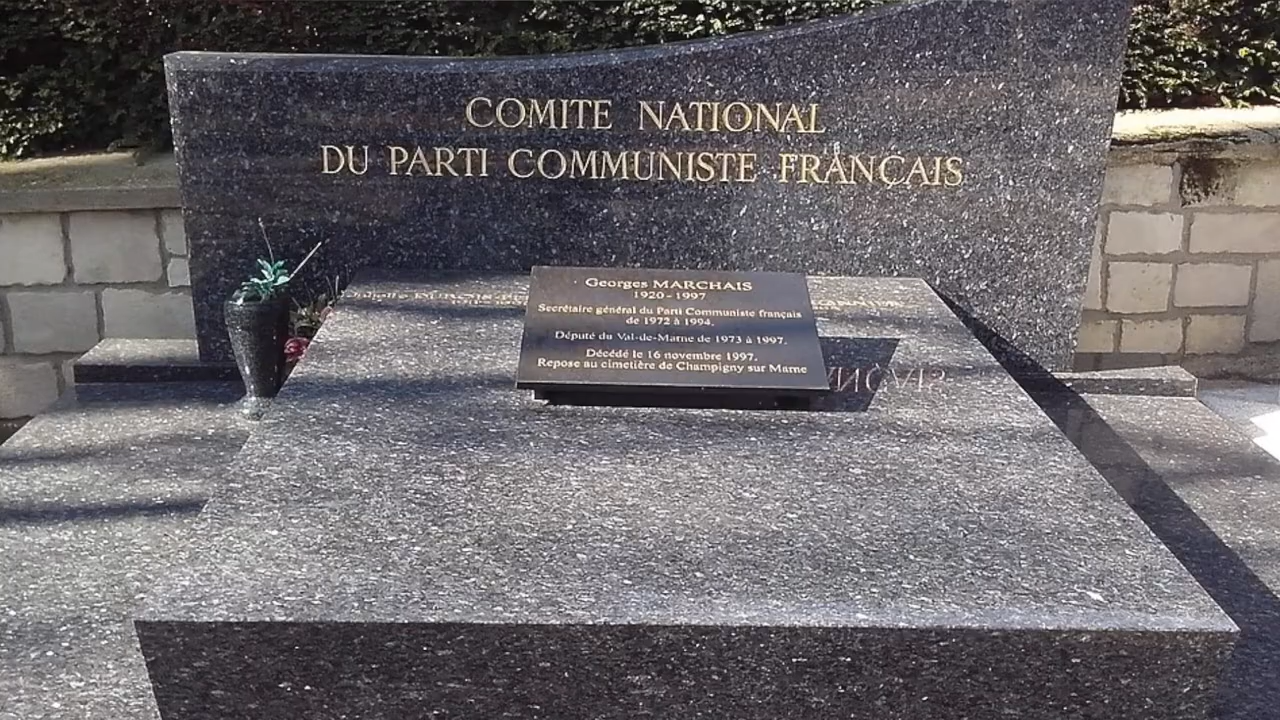 COMITE NATIONAL
DU PARTI COMMUNISTE FRANÇAIS
Georges MARCHAIS
1920 - 1997
Secrétaire général du Parti Communiste français
de 1972 à 1994.
Député du Val-de-Marne de 1973 à 1997.
Décédé le 16 novembre 1997.
Repose au cimetière de Champigny sur Marne